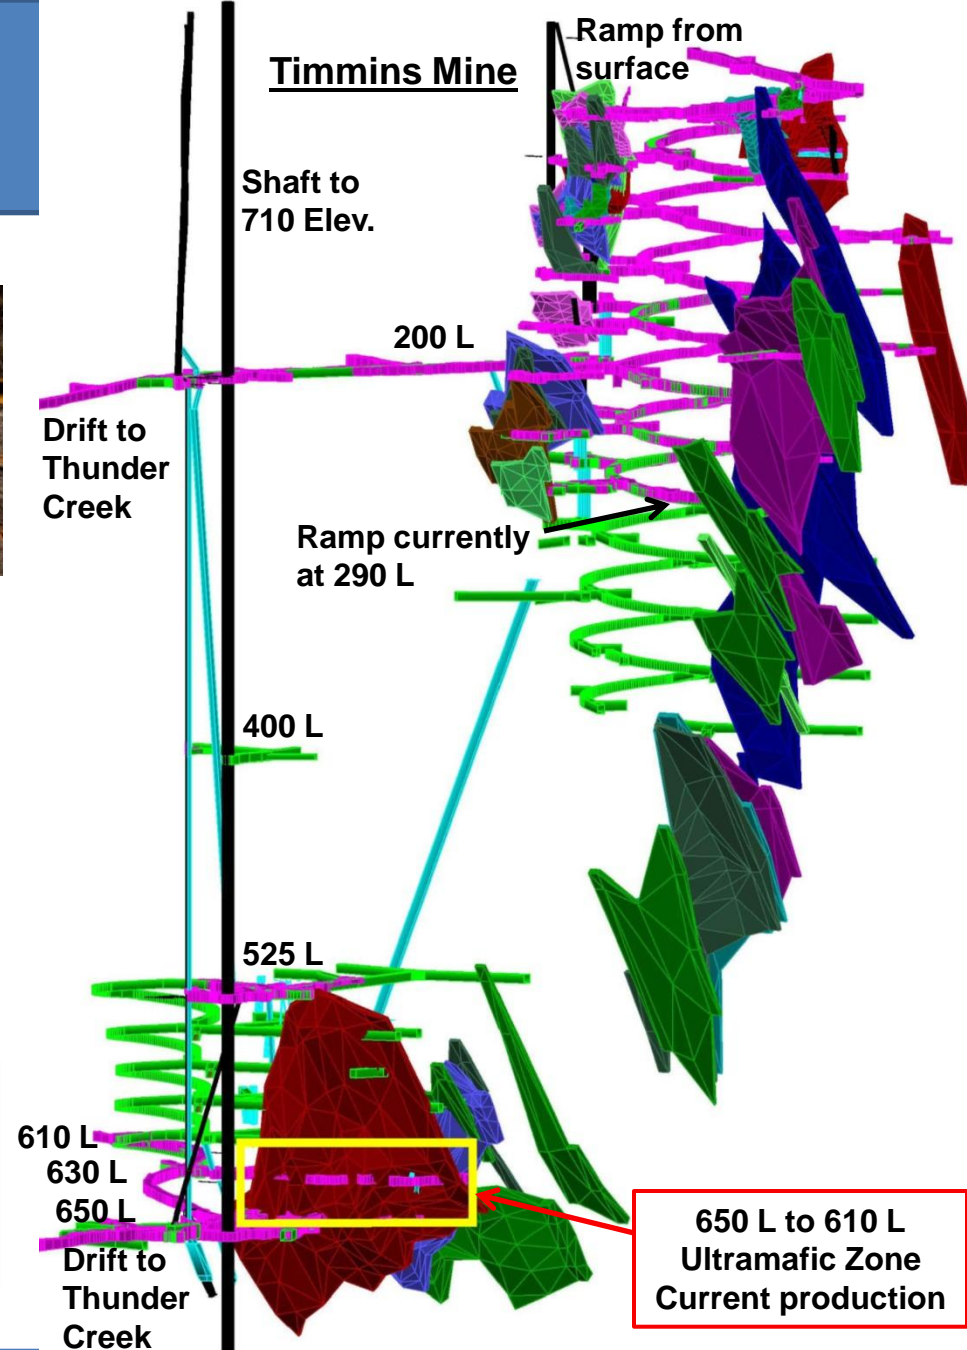 Timmins Mine
Ramp from
surface
Shaft to
710 Elev.
200 L
Drift to
Thunder
Creek
Ramp currently
at 290 L
400 L
525 L
610 L
630 L
650 L
Drift to
Thunder
Creek
650 L to 610 L
Ultramafic Zone
Current production